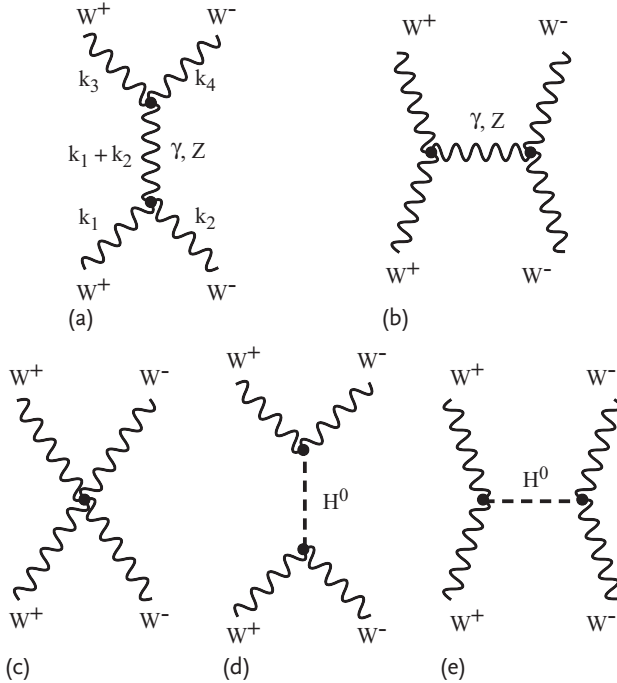 W+ W-
k3 k4
k1 + k2 γ, Z
k1 k2
W+ W-
(a)
W+ W-
γ, Z
W+ W-
(b)
W+ W-
W+ W-
(c)
W+ W-
H0
W+ W-
(d)
W+ W-
H0
W+ W-
(e)